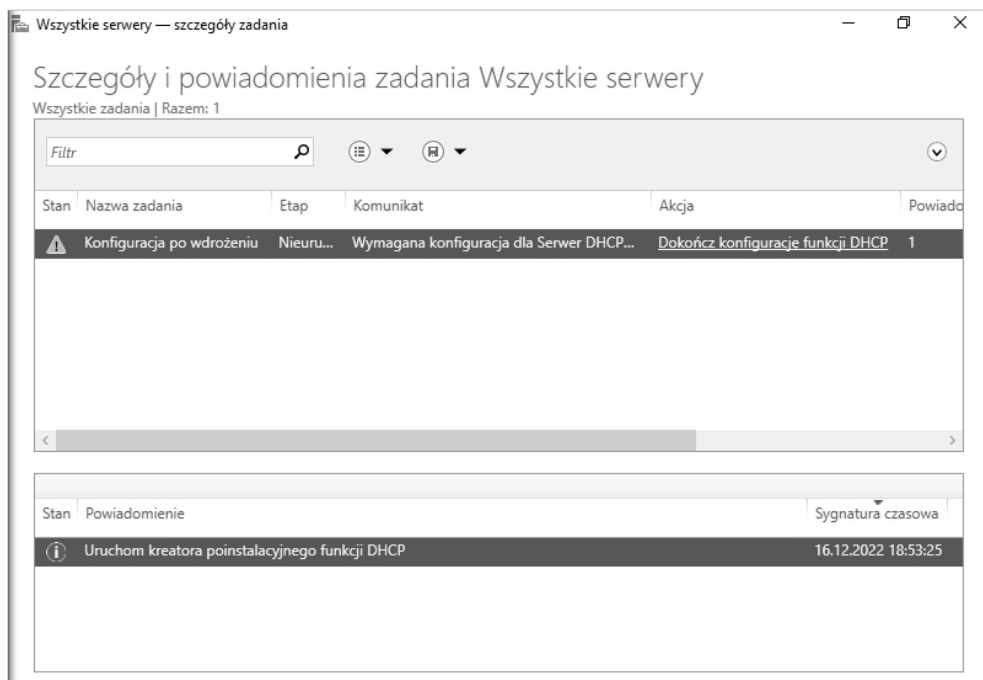 Wszystkie serwery — szczegóły zadania
Szczegóły i powiadomienia zadania Wszystkie serwery
Wszystkie zadania | Razem: 1
Filtr
Stan Nazwa zadania Etap Komunikat Akcja Powiado
Konfiguracja po wdrożeniu Nieuru... Wymagana konfiguracja dla Serwer DHCP... Dokończ konfigurację funkcji DHCP 1
Stan Powiadomienie Sygnatura czasowa
Uruchom kreatora poinstalacyjnego funkcji DHCP 16.12.2022 18:53:25